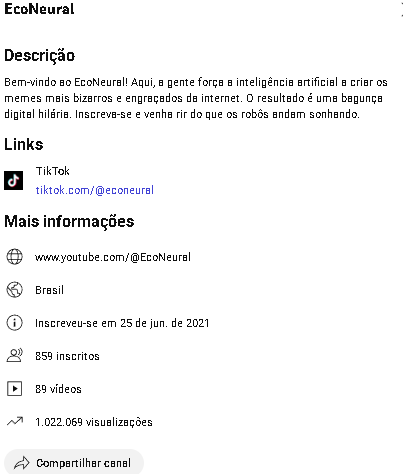 EcoNeural
Descrição
Bem-vindo ao EcoNeural! Aqui, a gente força a inteligência artificial a criar os
memes mais bizarros e engraçados da internet. O resultado é uma bagunça
digital hilária. Inscreva-se e venha rir do que os robôs andam sonhando.
Links
TikTok
tiktok.com/@econeural
Mais informações
www.youtube.com/@EcoNeural
Brasil
Inscreveu-se em 25 de jun. de 2021
859 inscritos
89 vídeos
1.022.069 visualizações
Compartilhar canal